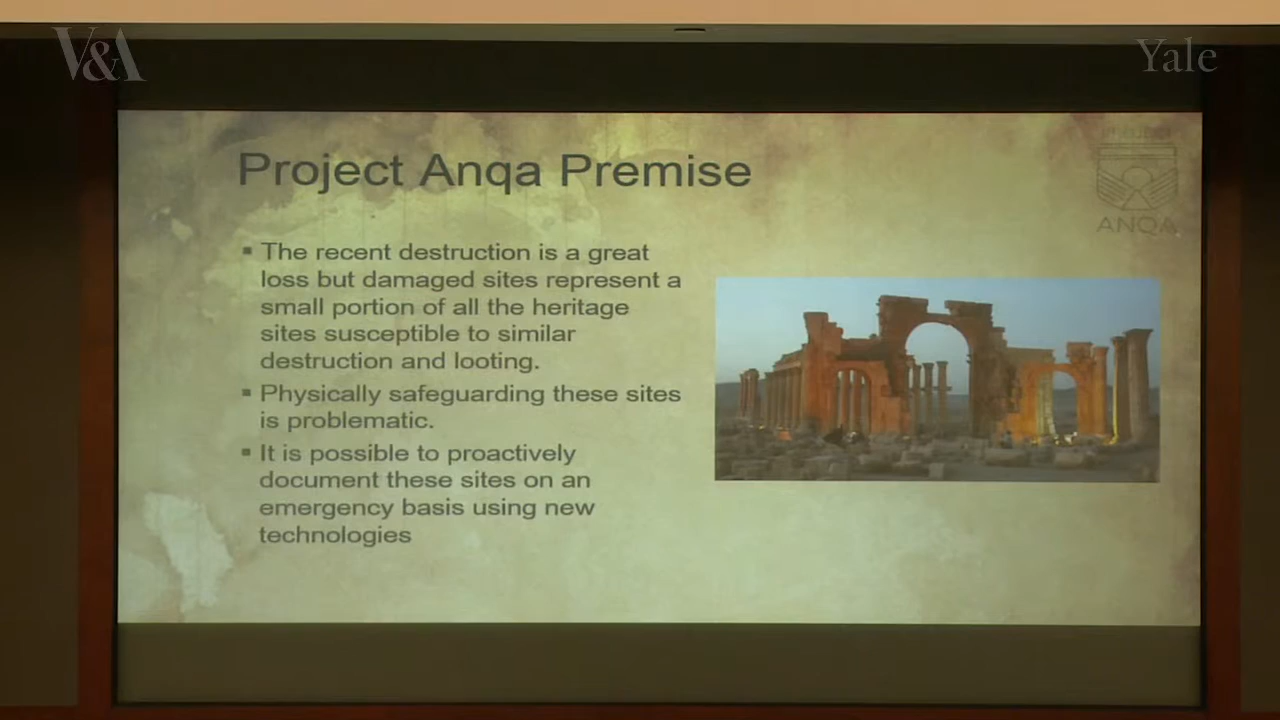 V&A
Yale
Project Anqa Premise
ANQA
▪ The recent destruction is a great
loss but damaged sites represent a
small portion of all the heritage
sites susceptible to similar
destruction and looting.
▪ Physically safeguarding these sites
is problematic.
▪ It is possible to proactively
document these sites on an
emergency basis using new
technologies